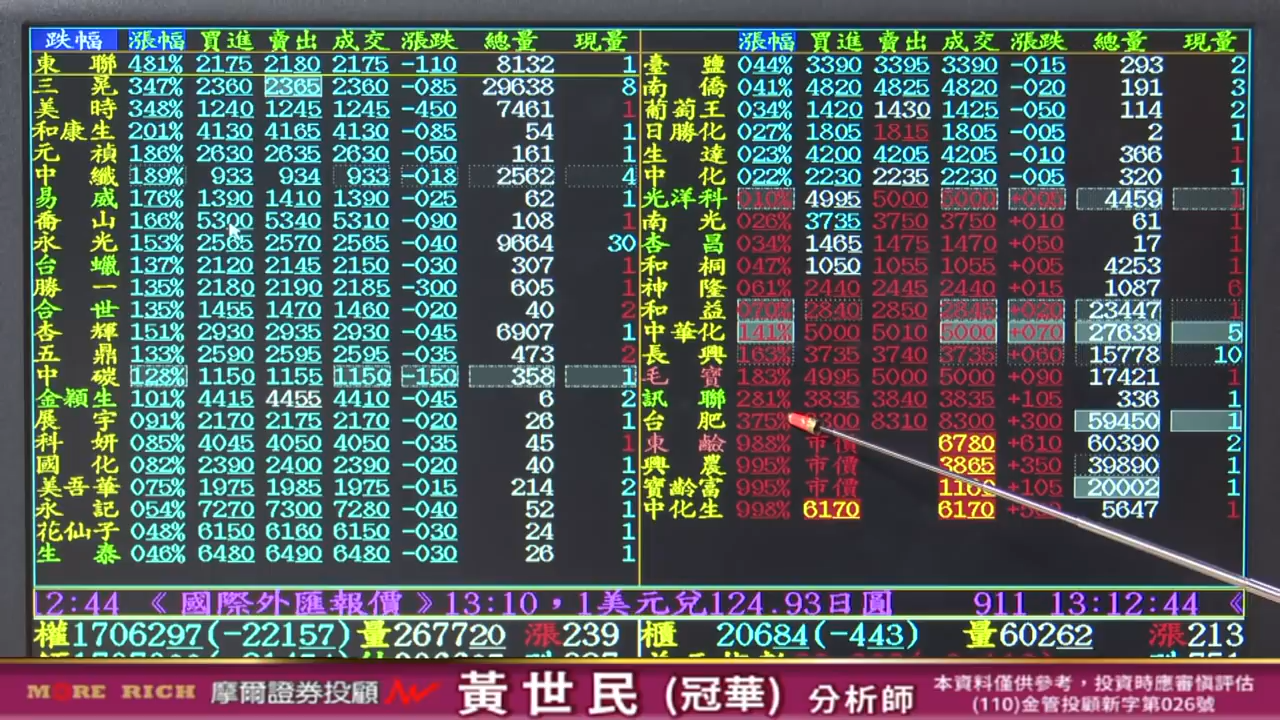 跌幅 漲幅 買進 賣出 成交 漲跌 總量 現量
東聯 481% 2175 2180 2175 -110 8132 1
三晃 347% 2360 2365 2360 -085 29638 8
美時 348% 1240 1245 1245 -450 7461 1
和康生 201% 4130 4165 4130 -085 54 1
元禎 186% 2630 2635 2630 -050 161 1
中纖 189% 933 934 933 -018 2562 4
易威 176% 1390 1410 1390 -025 62 1
喬山 166% 5300 5340 5310 -090 108 1
永光 153% 2565 2570 2565 -040 9664 30
台蠟 137% 2120 2145 2150 -030 307 1
勝一 135% 2180 2190 2185 -300 605 1
合世 135% 1455 1470 1460 -020 40 2
杏輝 151% 2930 2935 2930 -045 6907 1
五鼎 133% 2590 2595 2595 -035 473 2
中碳 128% 1150 1155 1150 -150 358 1
金穎生 101% 4415 4455 4410 -045 6 2
展宇 091% 2170 2175 2170 -020 26 1
科妍 085% 4045 4050 4050 -035 45 1
國化 082% 2390 2400 2390 -020 40 1
美吾華 075% 1975 1985 1975 -015 214 2
永記 054% 7270 7300 7280 -040 52 1
花仙子 048% 6150 6160 6150 -030 24 1
生泰 046% 6480 6490 6480 -030 26 1
漲幅 買進 賣出 成交 漲跌 總量 現量
臺鹽 044% 3390 3395 3390 -015 293 2
南僑 041% 4820 4825 4820 -020 191 3
葡萄王 034% 1420 1430 1425 -050 114 2
日勝化 027% 1805 1815 1805 -005 2 1
生達 023% 4200 4205 4205 -010 366 1
中化 022% 2230 2235 2230 -005 320 1
光洋科 010% 4995 5000 5000 +005 4459 1
南光 026% 3735 3750 3750 +010 61 1
杏昌 034% 1465 1475 1470 +050 17 1
和桐 047% 1050 1055 1055 +005 4253 1
神隆 061% 2440 2445 2440 +015 1087 6
和益 070% 2840 2850 2845 +020 23447 1
中華化 141% 5000 5010 5000 +070 27639 5
長興 163% 3735 3740 3735 +060 15778 10
毛寶 183% 4995 5000 5000 +090 17421 1
訊聯 281% 3835 3840 3835 +105 336 1
台肥 375% 8300 8310 8300 +300 59450 1
東鹼 988% 市價 6780 +610 60390 2
興農 995% 市價 3865 +350 39890 1
寶齡富 995% 市價 1160 +105 20002 1
中化生 998% 6170 6170 5647 1
12:44 《國際外匯報價》13:10，1美元兌124.93日圓 911 13:12:44 《
權1706297(-22157) 量267720 漲239 櫃 20684(-443) 量60262 漲213
MORE RICH 摩爾證券投顧 黃世民(冠華) 分析師 本資料僅供參考，投資時應審慎評估
(110)金管投顧新字第026號